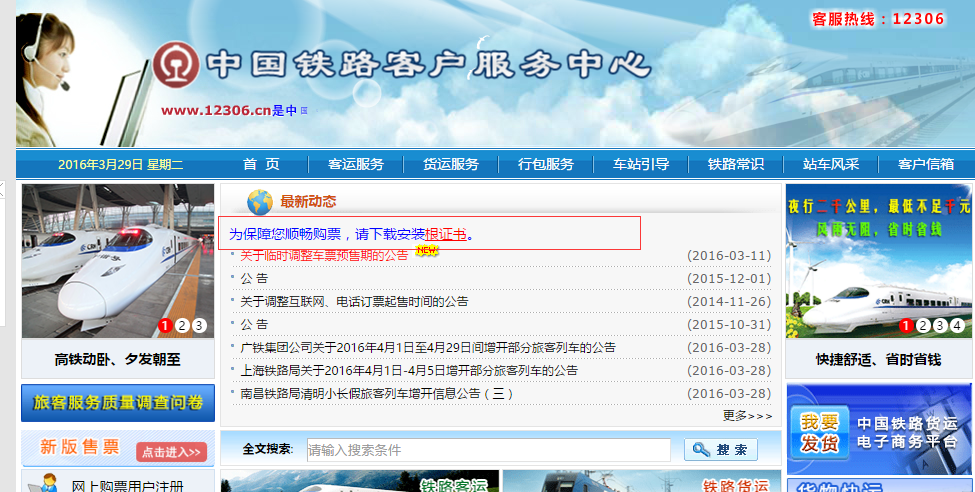 客服热线：12306
中国铁路客户服务中心
www.12306.cn是中国
2016年3月29日 星期二 首 页 客运服务 货运服务 行包服务 车站引导 铁路常识 站车风采 客户信箱
最新动态
为保障您顺畅购票，请下载安装根证书。
关于临时调整车票预售期的公告 NEW (2016-03-11)
公 告 (2015-12-01)
关于调整互联网、电话订票起售时间的公告 (2014-11-26)
公 告 (2015-10-31)
广铁集团公司关于2016年4月1日至4月29日间增开部分旅客列车的公告 (2016-03-28)
上海铁路局关于2016年4月1日-4月5日增开部分旅客列车的公告 (2016-03-28)
南昌铁路局清明小长假旅客列车增开信息公告（三） (2016-03-28)
更多>>>
1 2 3
高铁动卧、夕发朝至
旅客服务质量调查问卷
新版售票 点击进入>>
网上购票用户注册
全文搜索: 请输入搜索条件 搜 索
铁路客运
铁路货运
夜行二千公里，最低不足千元
风雨无阻，省时省钱
1 2 3 4
快捷舒适、省时省钱
我要发货
中国铁路货运
电子商务平台
货物快运